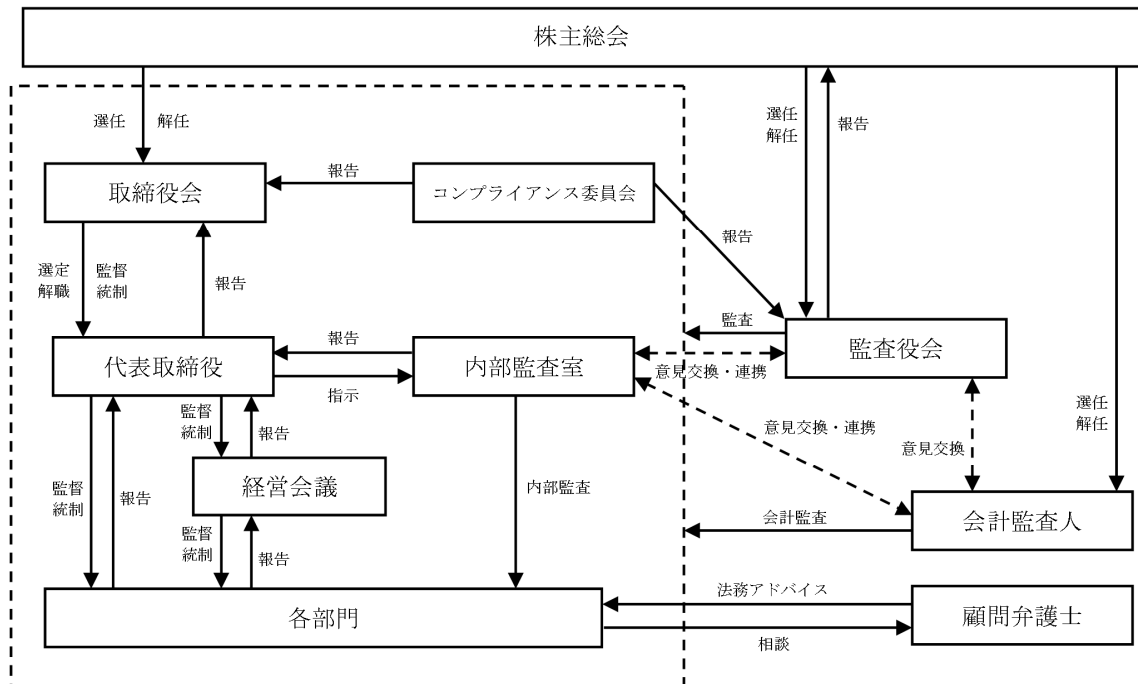 株主総会
選任
解任
選任
解任
報告
取締役会
報告
コンプライアンス委員会
報告
選定
解職
監督
統制
報告
監査
監査役会
代表取締役
報告
指示
内部監査室
意見交換・連携
選任
解任
監督
統制
報告
意見交換・連携
意見交換
監督
統制
報告
経営会議
内部監査
会計監査
会計監査人
監督
統制
報告
各部門
法務アドバイス
相談
顧問弁護士